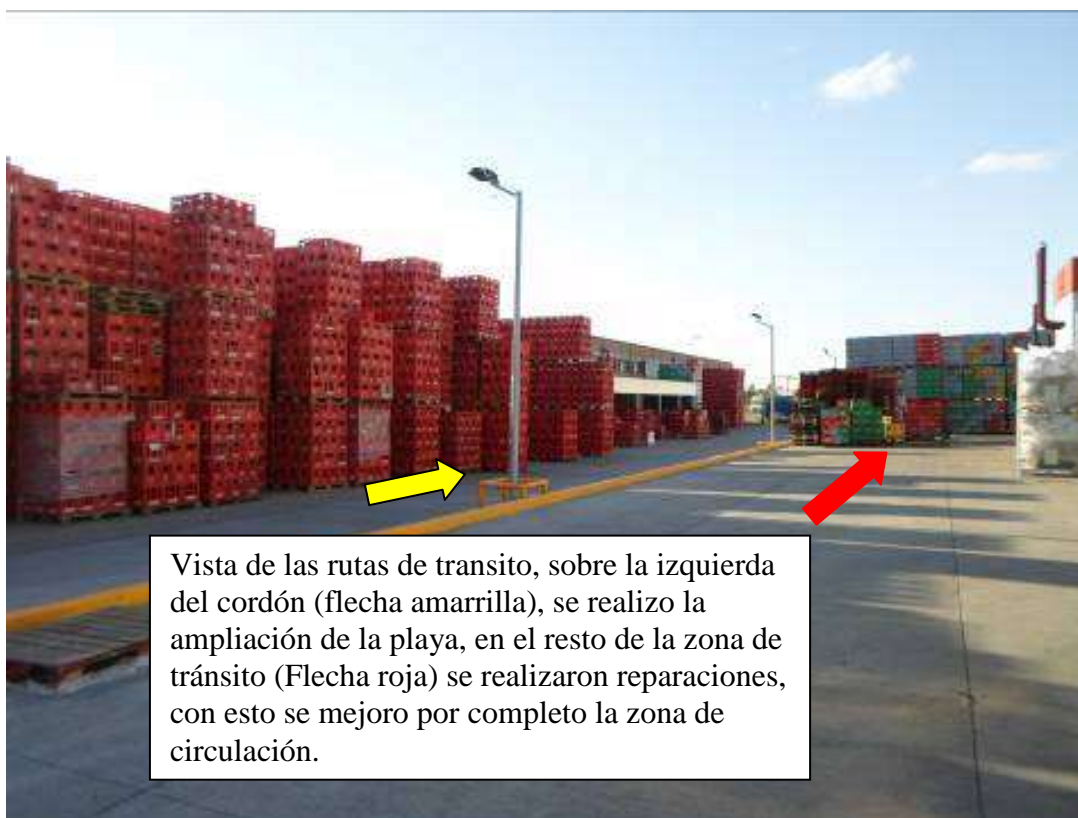 Vista de las rutas de transito, sobre la izquierda
del cordón (flecha amarrilla), se realizo la
ampliación de la playa, en el resto de la zona de
tránsito (Flecha roja) se realizaron reparaciones,
con esto se mejoro por completo la zona de
circulación.